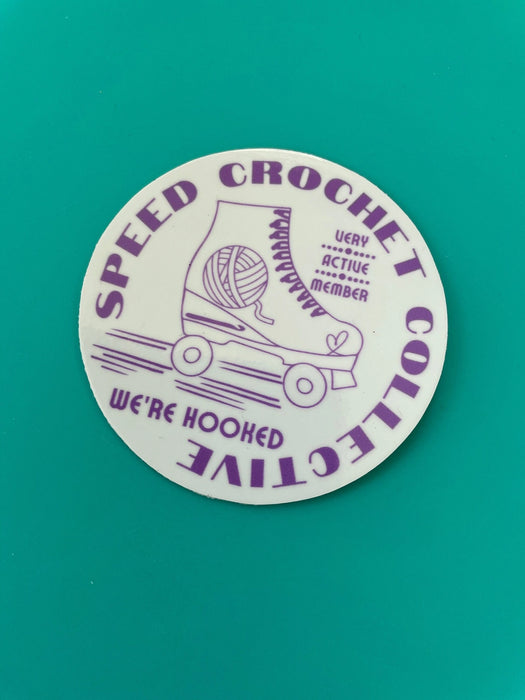 SPEED CROCHET COLLECTIVE
VERY
ACTIVE
MEMBER
WE'RE HOOKED